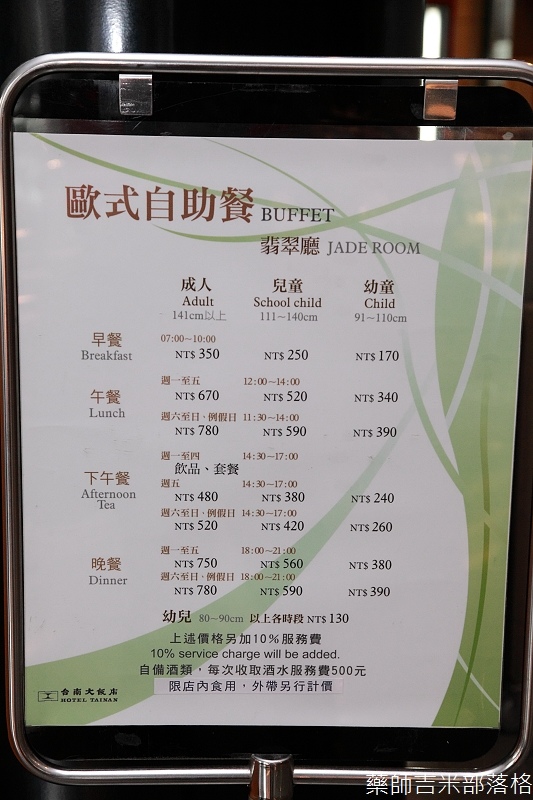 歐式自助餐 BUFFET
翡翠廳 JADE ROOM
成人 兒童 幼童
Adult School child Child
141cm以上 111~140cm 91~110cm
早餐 07:00~10:00
Breakfast NT$ 350 NT$ 250 NT$ 170
週一至五 12:00~14:00
午餐 NT$ 670 NT$ 520 NT$ 340
Lunch
週六至日、例假日 11:30~14:00
NT$ 780 NT$ 590 NT$ 390
週一至四 14:30~17:00
飲品、套餐
下午餐 週五 14:30~17:00
Afternoon Tea NT$ 480 NT$ 380 NT$ 240
週六至日、例假日 14:30~17:00
NT$ 520 NT$ 420 NT$ 260
週一至五 18:00~21:00
晚餐 NT$ 750 NT$ 560 NT$ 380
Dinner 週六至日、例假日 18:00~21:00
NT$ 780 NT$ 590 NT$ 390
幼兒 80~90cm 以上各時段 NT$ 130
上述價格另加10%服務費
10% service charge will be added.
自備酒類，每次收取酒水服務費500元
限店內食用，外帶另行計價
台南大飯店
HOTEL TAINAN
藥師吉米部落格